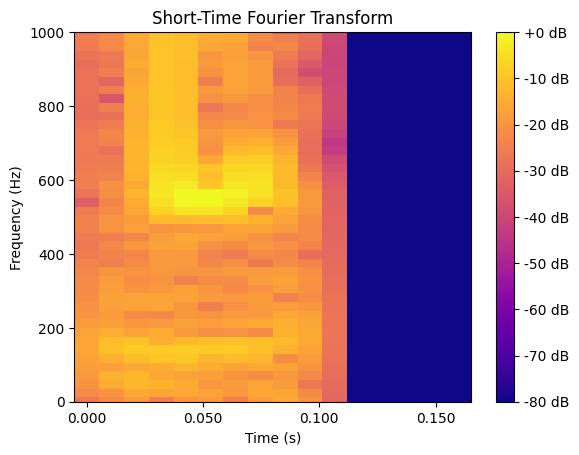 Short-Time Fourier Transform
1000
800
600
400
200
0
Frequency (Hz)
0.000
0.050
0.100
0.150
Time (s)
+0 dB
-10 dB
-20 dB
-30 dB
-40 dB
-50 dB
-60 dB
-70 dB
-80 dB